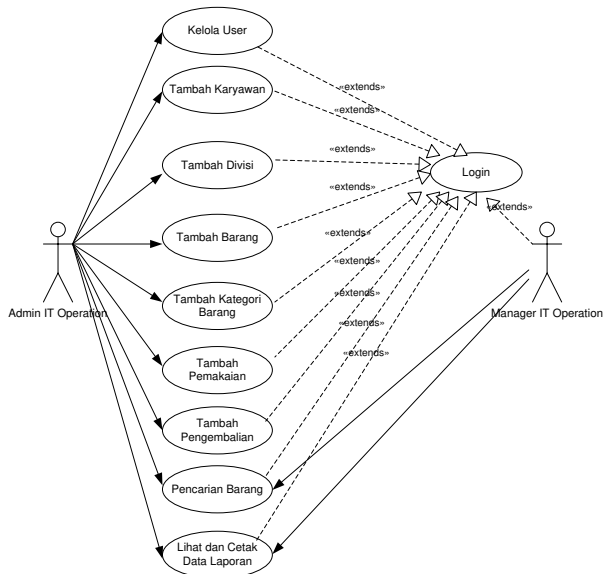 Kelola User
«extends»
Tambah Karyawan
«extends»
Tambah Divisi
«extends»
Login
«extends»
«extends»
Tambah Barang
«extends»
Admin IT Operation
Manager IT Operation
Tambah Kategori
Barang
«extends»
«extends»
Tambah
Pemakaian
«extends»
Tambah
Pengembalian
Pencarian Barang
Lihat dan Cetak
Data Laporan